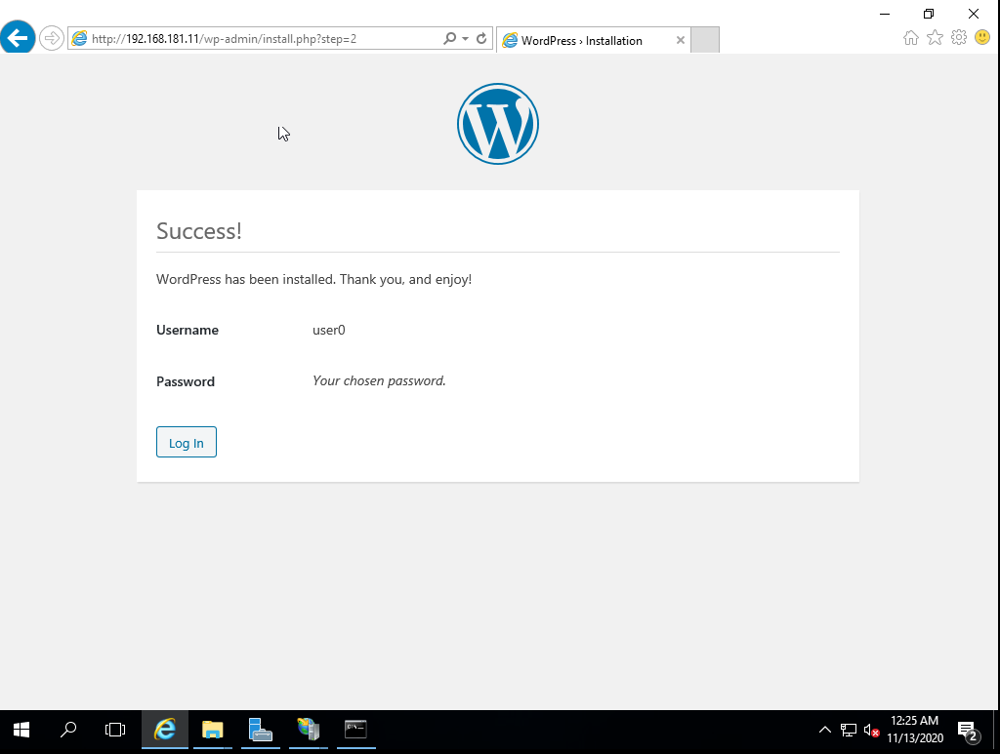 http://192.168.181.11/wp-admin/install.php?step=2
WordPress › Installation
Success!
WordPress has been installed. Thank you, and enjoy!
Username user0
Password Your chosen password.
Log In
12:25 AM
11/13/2020
2